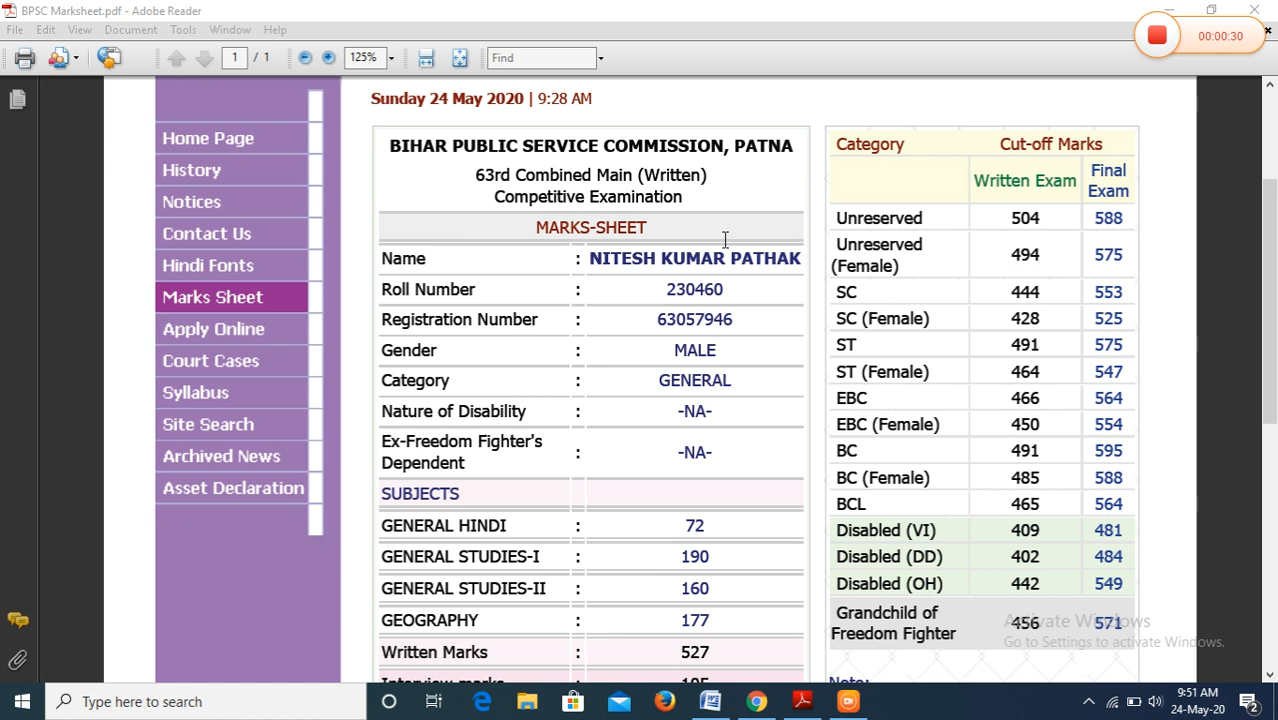 BPSC Marksheet.pdf - Adobe Reader
File Edit View Document Tools Window Help
00:00:30
1 / 1 125% Find
Sunday 24 May 2020 | 9:28 AM
Home Page
History
Notices
Contact Us
Hindi Fonts
Marks Sheet
Apply Online
Court Cases
Syllabus
Site Search
Archived News
Asset Declaration
BIHAR PUBLIC SERVICE COMMISSION, PATNA
63rd Combined Main (Written)
Competitive Examination
MARKS-SHEET
Name : NITESH KUMAR PATHAK
Roll Number : 230460
Registration Number : 63057946
Gender : MALE
Category : GENERAL
Nature of Disability : -NA-
Ex-Freedom Fighter's
Dependent : -NA-
SUBJECTS
GENERAL HINDI : 72
GENERAL STUDIES-I : 190
GENERAL STUDIES-II : 160
GEOGRAPHY : 177
Written Marks : 527
Interview marks : 105
Category Cut-off Marks
Written Exam Final
Exam
Unreserved 504 588
Unreserved
(Female) 494 575
SC 444 553
SC (Female) 428 525
ST 491 575
ST (Female) 464 547
EBC 466 564
EBC (Female) 450 554
BC 491 595
BC (Female) 485 588
BCL 465 564
Disabled (VI) 409 481
Disabled (DD) 402 484
Disabled (OH) 442 549
Grandchild of
Freedom Fighter 456 571
Note:
Activate Windows
Go to Settings to activate Windows.
Type here to search
9:51 AM
24-May-20
2